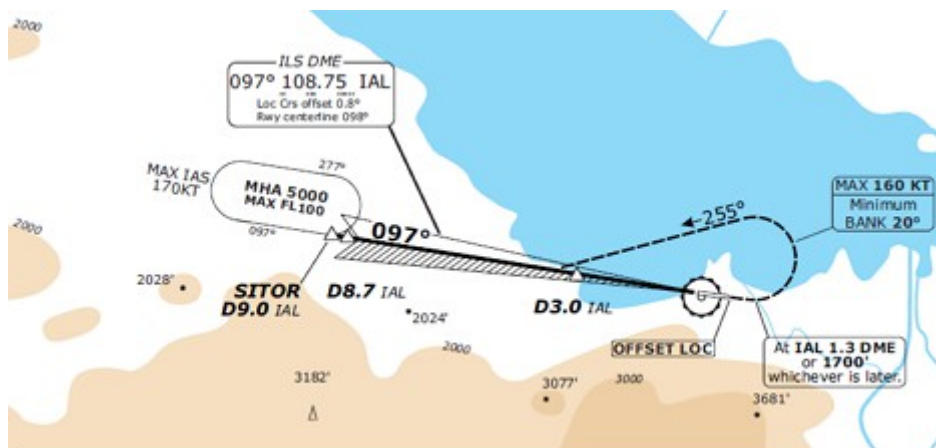 2000
ILS DME
097° 108.75 IAL
Loc Crs offset 0.8°
Rwy centerline 098°
MAX IAS
170KT
277°
MHA 5000
MAX FL100
097°
097°
255°
MAX 160 KT
Minimum
BANK 20°
2000
2028'
SITOR
D9.0 IAL
D8.7 IAL
D3.0 IAL
2024'
2000
OFFSET LOC
At IAL 1.3 DME
or 1700'
whichever is later.
3182'
3077'
3000
3681'